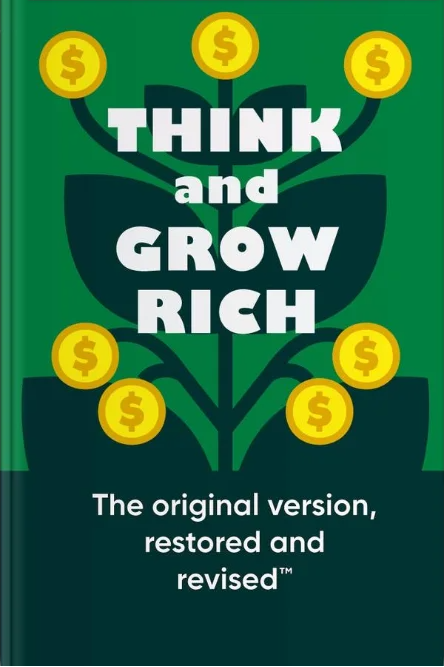 THINK
and
GROW
RICH
The original version,
restored and
revised™